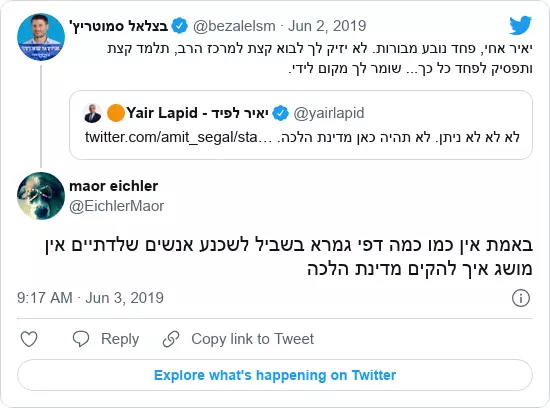 בצלאל סמוטריץ' @bezalelsm · Jun 2, 2019
יאיר אחי, פחד נובע מבורות. לא יזיק לך לבוא קצת למרכז הרב, תלמד קצת
ותפסיק לפחד כל כך... שומר לך מקום לידי.
Yair Lapid - יאיר לפיד @yairlapid
לא לא לא ניתן. לא תהיה כאן מדינת הלכה. twitter.com/amit_segal/sta…
maor eichler
@EichlerMaor
באמת אין כמו כמה דפי גמרא בשביל לשכנע אנשים שלדתיים אין
מושג איך להקים מדינת הלכה
9:17 AM · Jun 3, 2019
Reply
Copy link to Tweet
Explore what's happening on Twitter